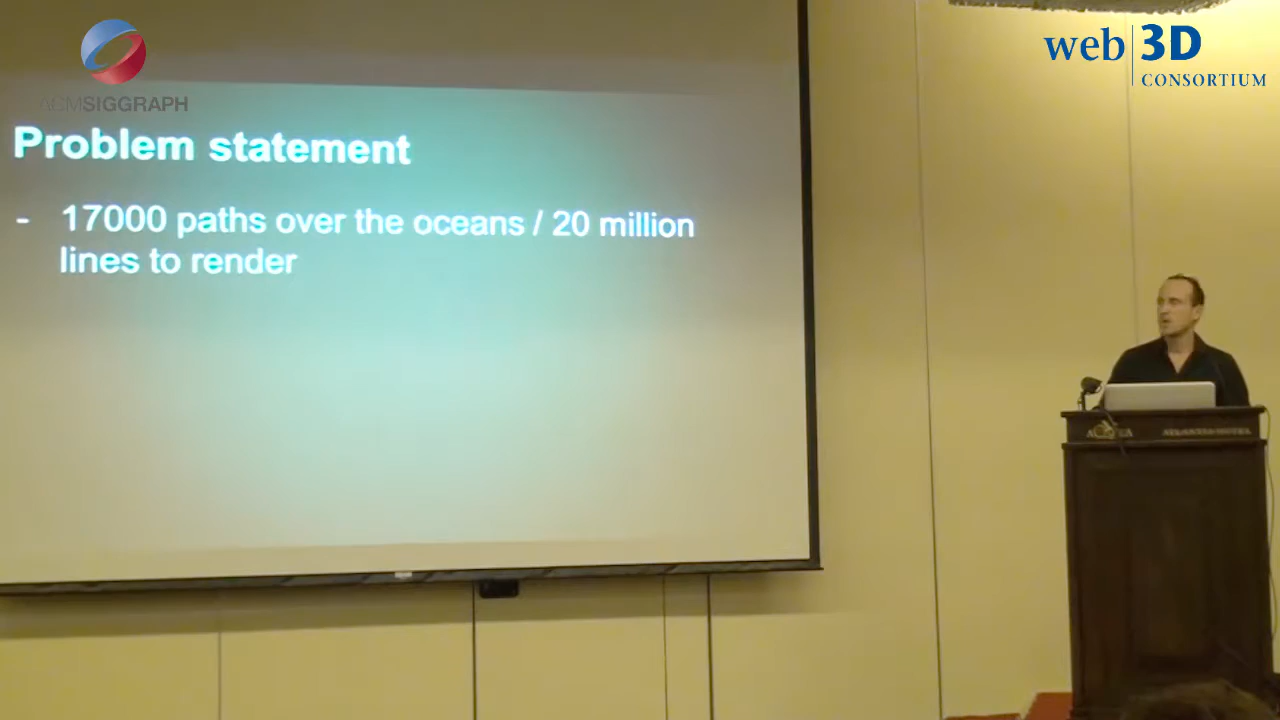 ACMSIGGRAPH
web 3D
CONSORTIUM
Problem statement
- 17000 paths over the oceans / 20 million
lines to render